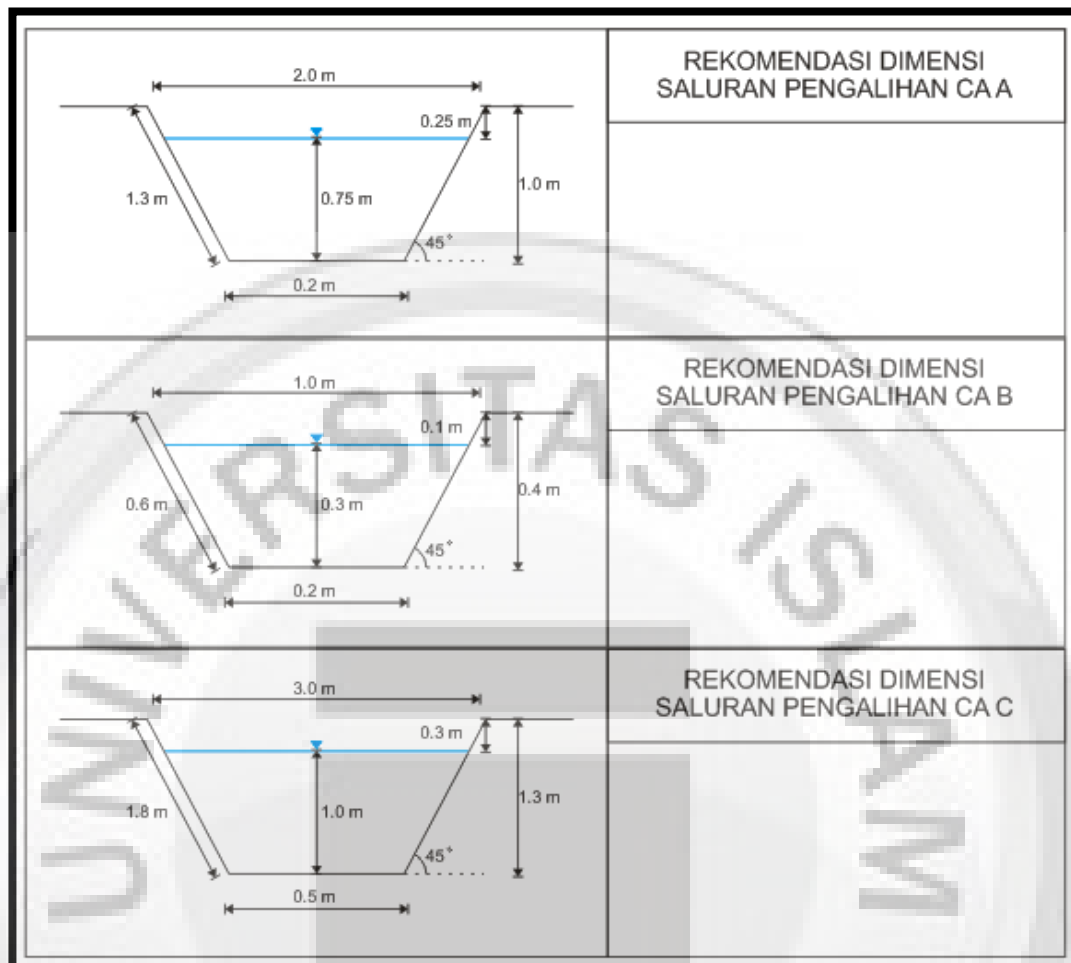 2.0 m
0.25 m
1.3 m
0.75 m
1.0 m
45°
0.2 m
REKOMENDASI DIMENSI
SALURAN PENGALIHAN CA A
1.0 m
0.1 m
0.6 m
0.3 m
0.4 m
45°
0.2 m
REKOMENDASI DIMENSI
SALURAN PENGALIHAN CA B
3.0 m
0.3 m
1.8 m
1.0 m
1.3 m
45°
0.5 m
REKOMENDASI DIMENSI
SALURAN PENGALIHAN CA C
UNIVERSITAS ISLAM